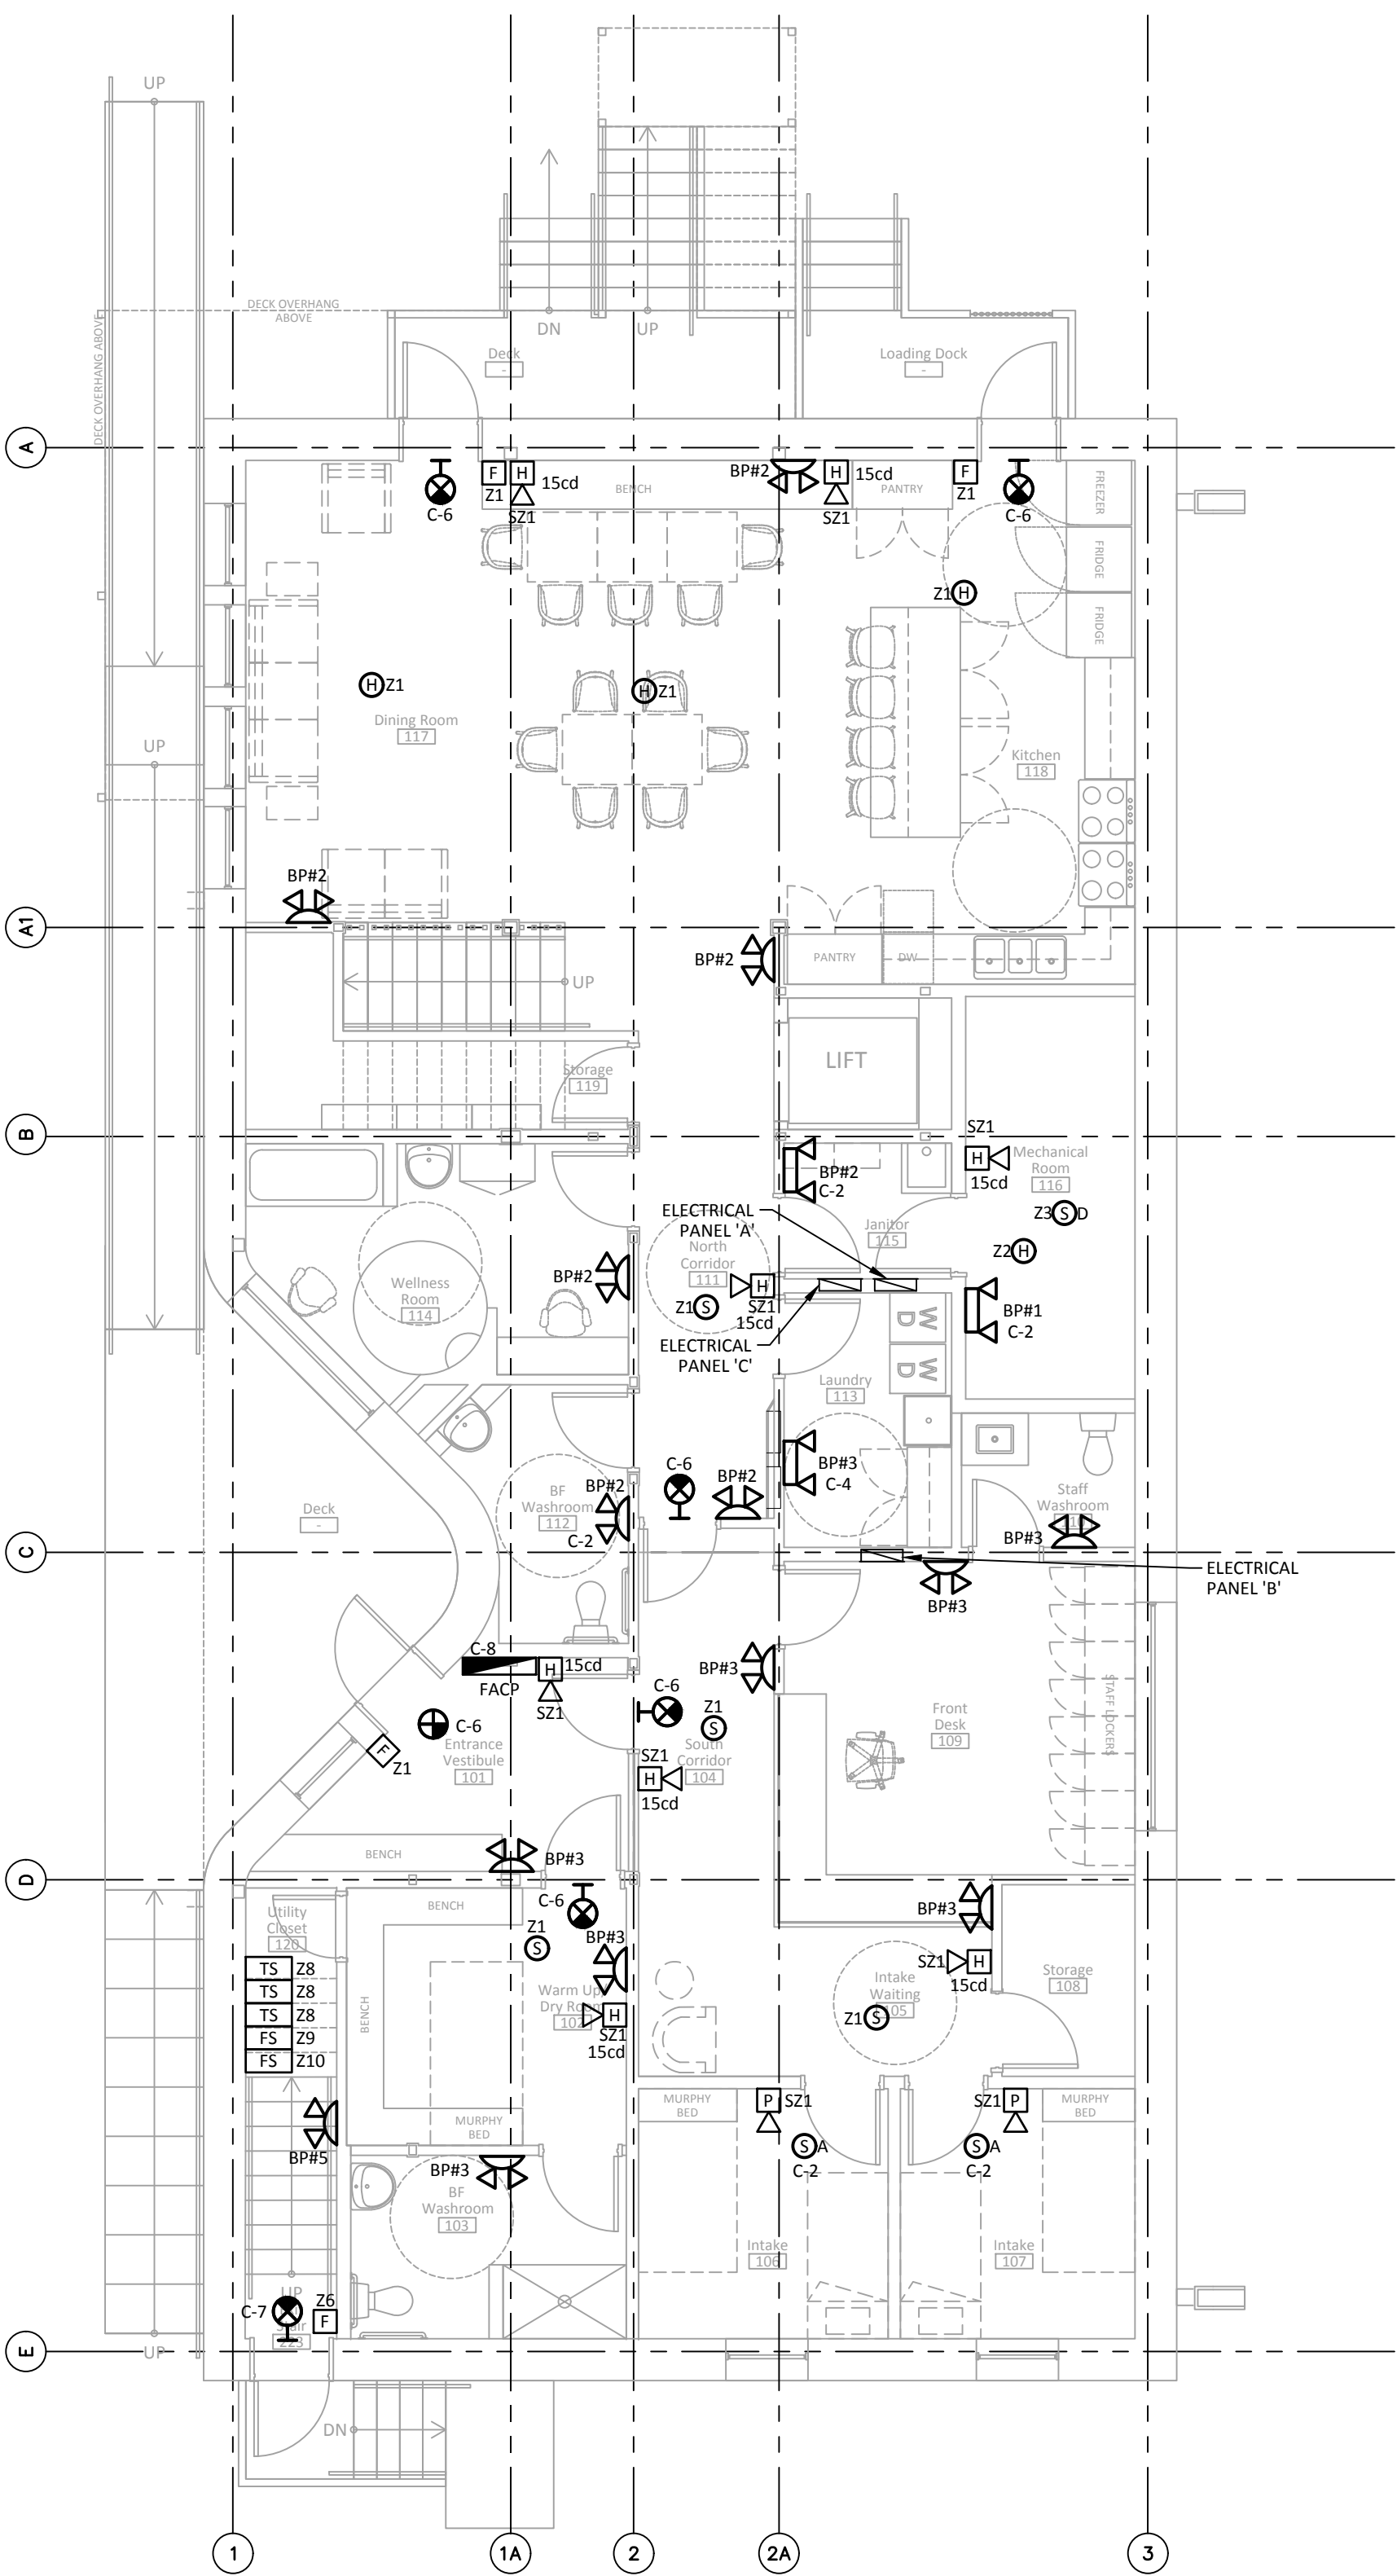 UP
DECK OVERHANG
ABOVE
DECK OVERHANG ABOVE
DN
UP
Deck
-
Loading Dock
-
A
C-6
F
Z1
H
15cd
SZ1
BENCH
BP#2
H
15cd
SZ1
PANTRY
F
Z1
C-6
FREEZER
FRIDGE
FRIDGE
Z1
H
H
Z1
H
Z1
Dining Room
117
UP
Kitchen
118
BP#2
A1
BP#2
PANTRY
DW
UP
LIFT
Storage
119
B
SZ1
H
15cd
Mechanical
Room
116
BP#2
C-2
Z3
S
D
ELECTRICAL
PANEL 'A'
Janitor
115
Z2
H
North
Corridor
111
BP#2
H
SZ1
15cd
Z1
S
Wellness
Room
114
BP#1
C-2
ELECTRICAL
PANEL 'C'
W
D
W
D
Laundry
113
C-6
BP#2
BP#3
C-4
BP#2
C-2
BF
Washroom
112
Staff
Washroom
BP#3
Deck
-
C
ELECTRICAL
PANEL 'B'
BP#3
C-8
FACP
H
15cd
SZ1
BP#3
C-6
Z1
S
STAFF LOCKERS
Front
Desk
109
C-6
Entrance
Vestibule
101
F
Z1
SZ1
H
15cd
South
Corridor
104
BENCH
BP#3
D
C-6
BENCH
BP#3
Utility
Closet
120
Z1
S
BP#3
SZ1
H
15cd
Storage
108
Intake
Waiting
105
Z1
S
TS
Z8
TS
Z8
TS
Z8
FS
Z9
FS
Z10
BENCH
Warm Up
Dry Room
102
H
SZ1
15cd
MURPHY
BED
P
SZ1
SZ1
P
MURPHY
BED
MURPHY
BED
BP#5
S
A
C-2
S
A
C-2
BP#3
BF
Washroom
103
Intake
106
Intake
107
UP
C-7
Z6
F
Stair
223
E
UP
DN
1
1A
2
2A
3